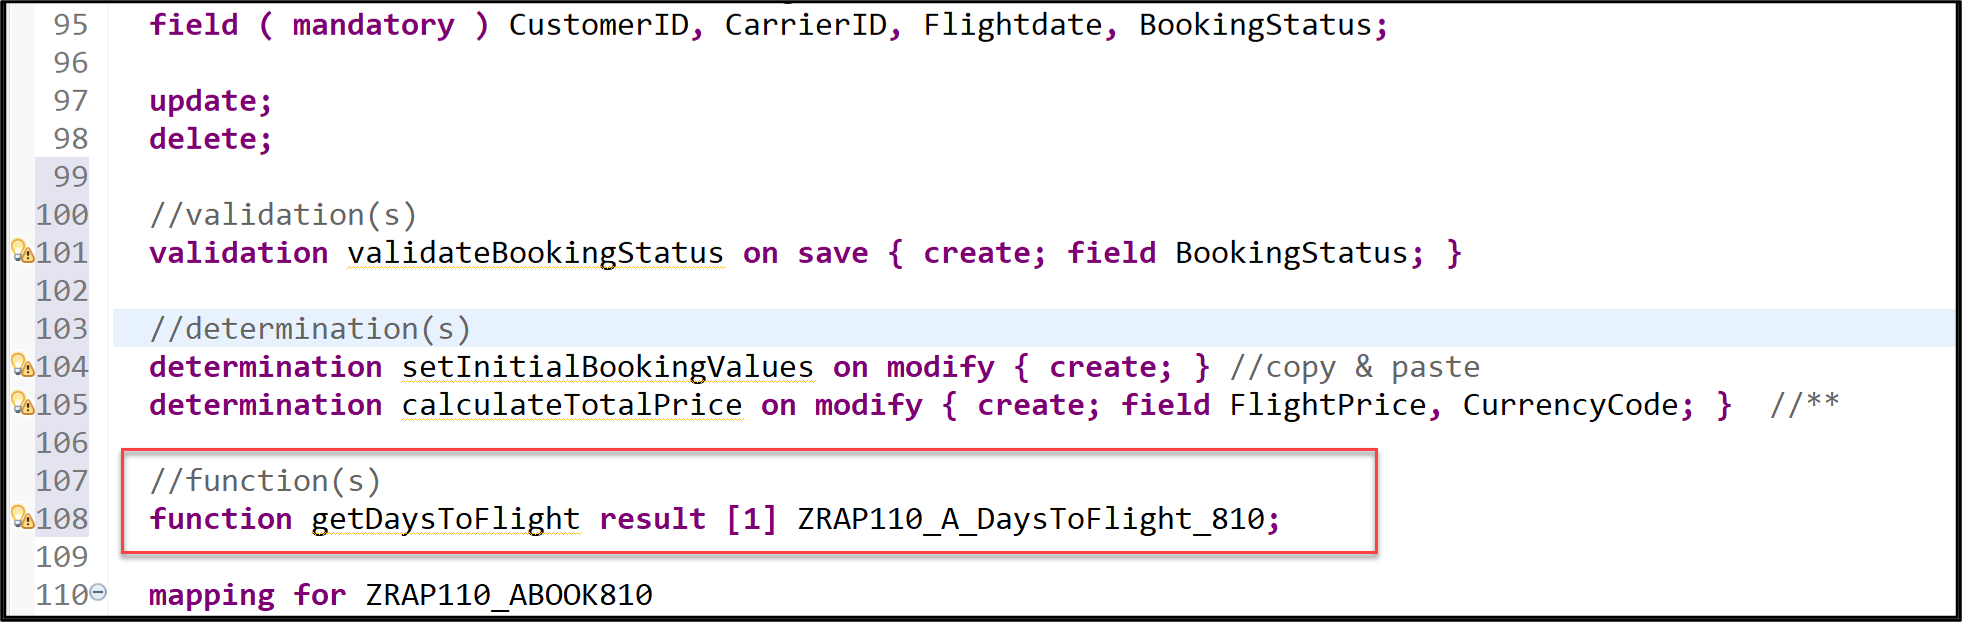 95 field ( mandatory ) CustomerID, CarrierID, Flightdate, BookingStatus;
96
97 update;
98 delete;
99
100 //validation(s)
101 validation validateBookingStatus on save { create; field BookingStatus; }
102
103 //determination(s)
104 determination setInitialBookingValues on modify { create; } //copy & paste
105 determination calculateTotalPrice on modify { create; field FlightPrice, CurrencyCode; } //**
106
107 //function(s)
108 function getDaysToFlight result [1] ZRAP110_A_DaysToFlight_810;
109
110 mapping for ZRAP110_ABOOK810